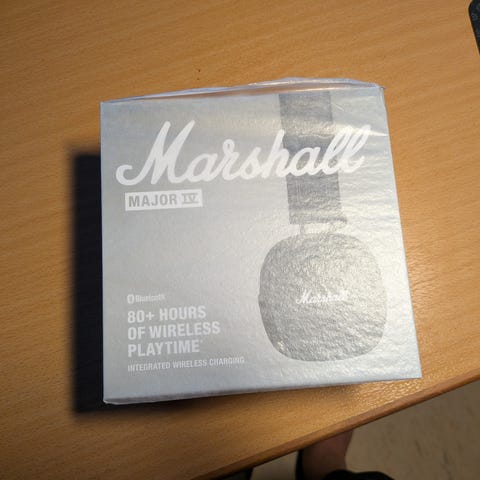 Marshall
MAJOR IV
Bluetooth®
80+ HOURS
OF WIRELESS
PLAYTIME*
INTEGRATED WIRELESS CHARGING
Marshall